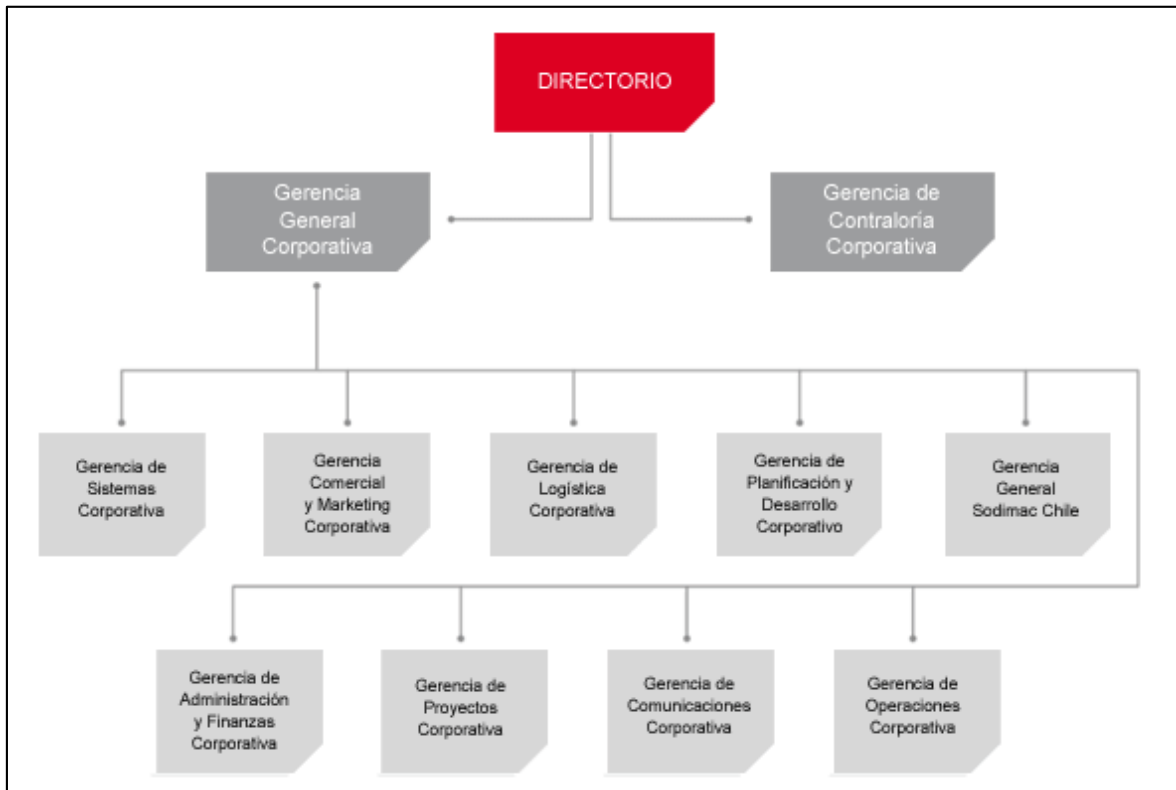 DIRECTORIO
Gerencia
General
Corporativa
Gerencia de
Contraloría
Corporativa
Gerencia de
Sistemas
Corporativa
Gerencia
Comercial
y Marketing
Corporativa
Gerencia de
Logística
Corporativa
Gerencia de
Planificación y
Desarrollo
Corporativo
Gerencia
General
Sodimac Chile
Gerencia de
Administración
y Finanzas
Corporativa
Gerencia de
Proyectos
Corporativa
Gerencia de
Comunicaciones
Corporativa
Gerencia de
Operaciones
Corporativa